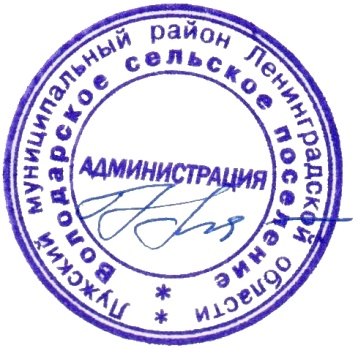 Лужский муниципальный район Ленинградской области
Володарское сельское поселение
АДМИНИСТРАЦИЯ